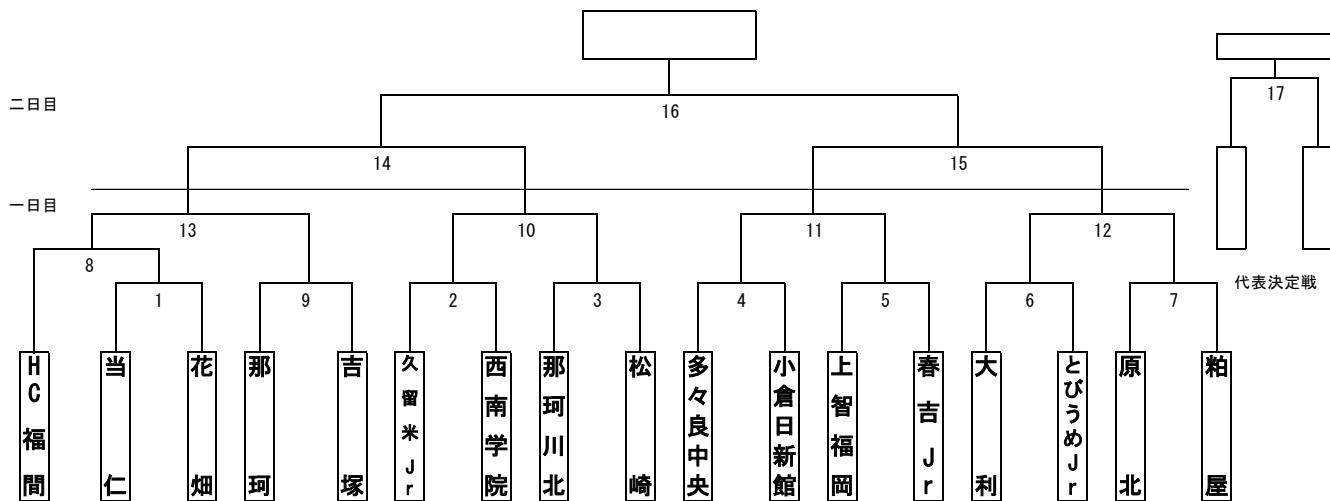 二日目
16
17
14
15
一日目
13
10
11
12
8
代表決定戦
1
9
2
3
4
5
6
7
HC福間
当仁
花畑
那珂
吉塚
久留米Jr
西南学院
那珂川北
松崎
多々良中央
小倉日新館
上智福岡
春吉Jr
大利
とびうめJr
原北
粕屋